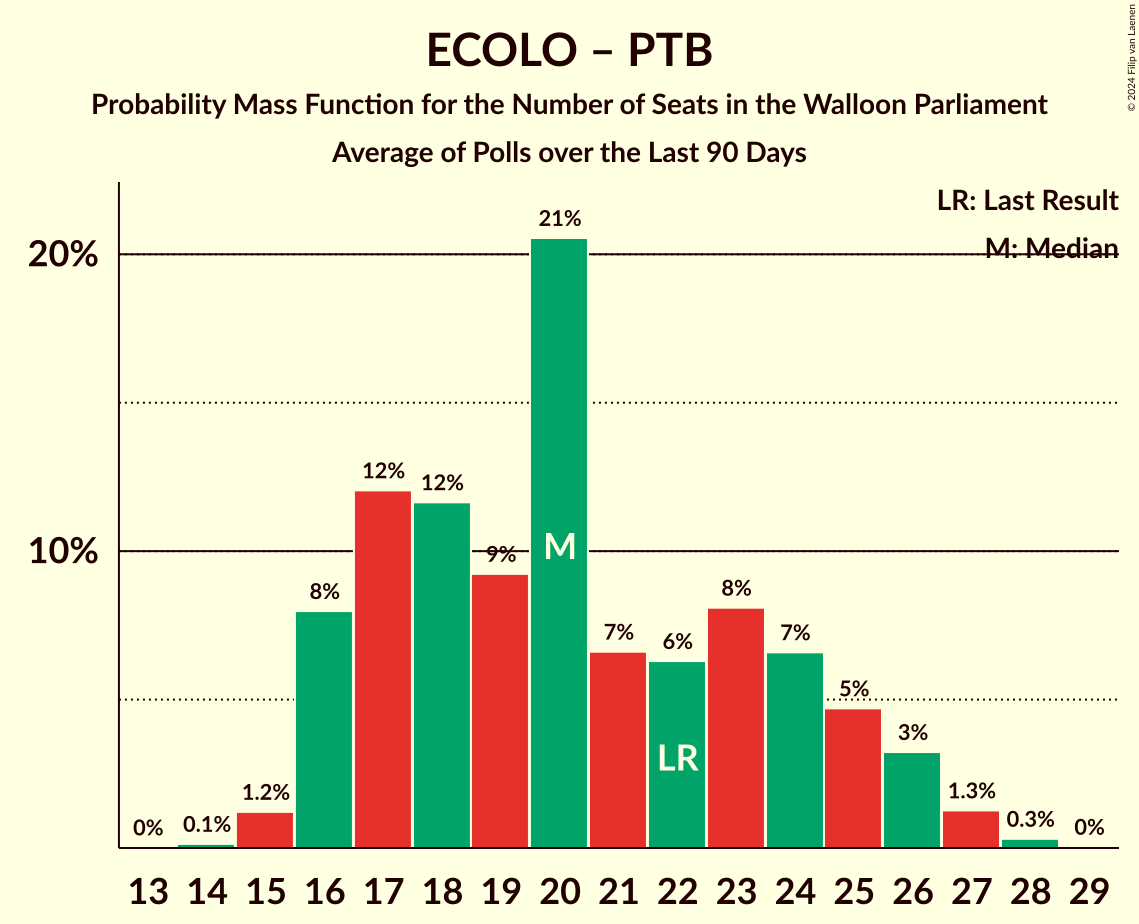 ECOLO – PTB
Probability Mass Function for the Number of Seats in the Walloon Parliament
Average of Polls over the Last 90 Days
© 2024 Filip van Laenen
LR: Last Result
M: Median
20%
10%
0%
0.1%
1.2%
8%
12%
12%
9%
21%
7%
6%
8%
7%
5%
3%
1.3%
0.3%
0%
M
LR
13 14 15 16 17 18 19 20 21 22 23 24 25 26 27 28 29